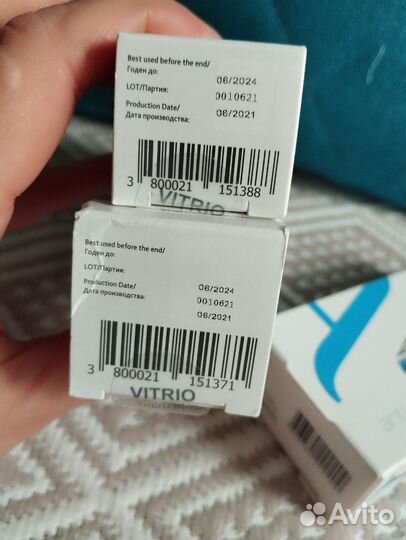 Best used before the end/
Годен до: 06/2024
LOT/Партия: 0010621
Production Date/
Дата производства: 06/2021
3 800021 151388
VITRIO
Best used before the end/
Годен до: 06/2024
LOT/Партия: 0010621
Production Date/
Дата производства: 06/2021
3 800021 151371
VITRIO
A
Avito